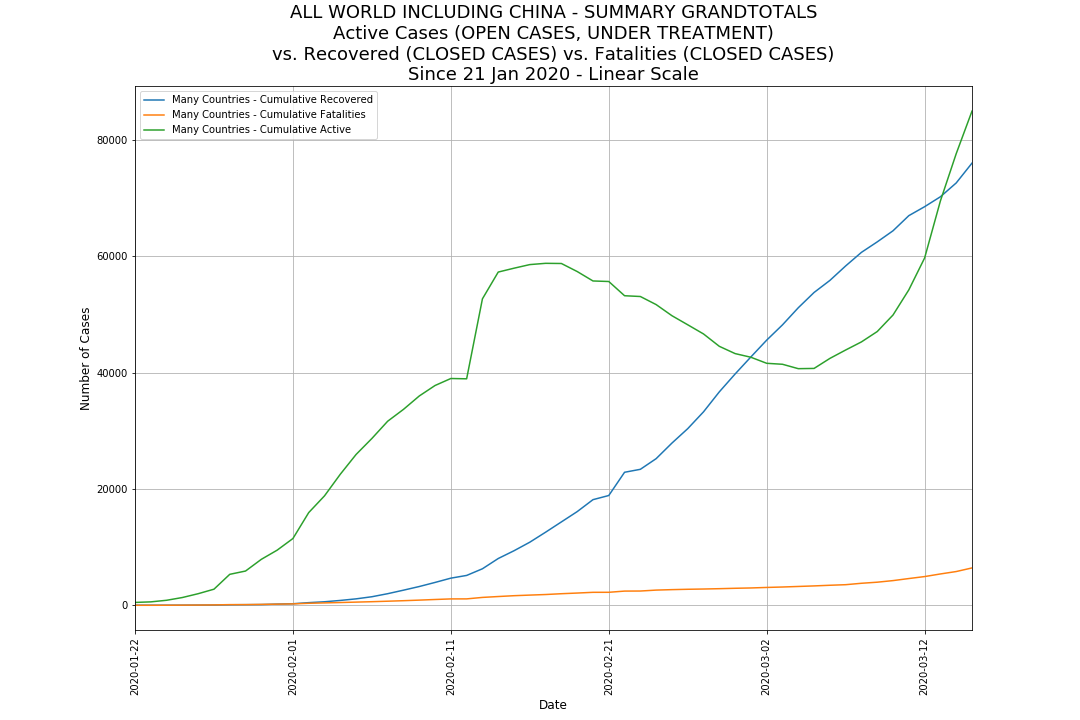 ALL WORLD INCLUDING CHINA - SUMMARY GRANDTOTALS
Active Cases (OPEN CASES, UNDER TREATMENT)
vs. Recovered (CLOSED CASES) vs. Fatalities (CLOSED CASES)
Since 21 Jan 2020 - Linear Scale
Many Countries - Cumulative Recovered
Many Countries - Cumulative Fatalities
Many Countries - Cumulative Active
Number of Cases
80000
60000
40000
20000
0
2020-01-22
2020-02-01
2020-02-11
2020-02-21
2020-03-02
2020-03-12
Date